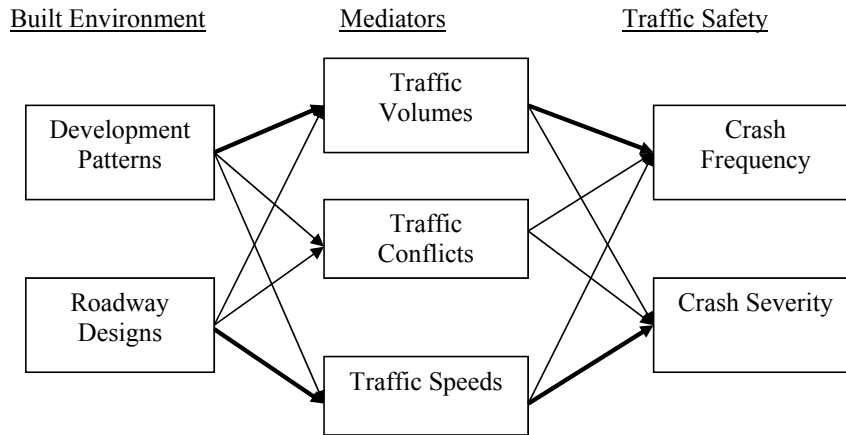 Built Environment
Mediators
Traffic Safety
Development
Patterns
Roadway
Designs
Traffic
Volumes
Traffic
Conflicts
Traffic Speeds
Crash
Frequency
Crash Severity